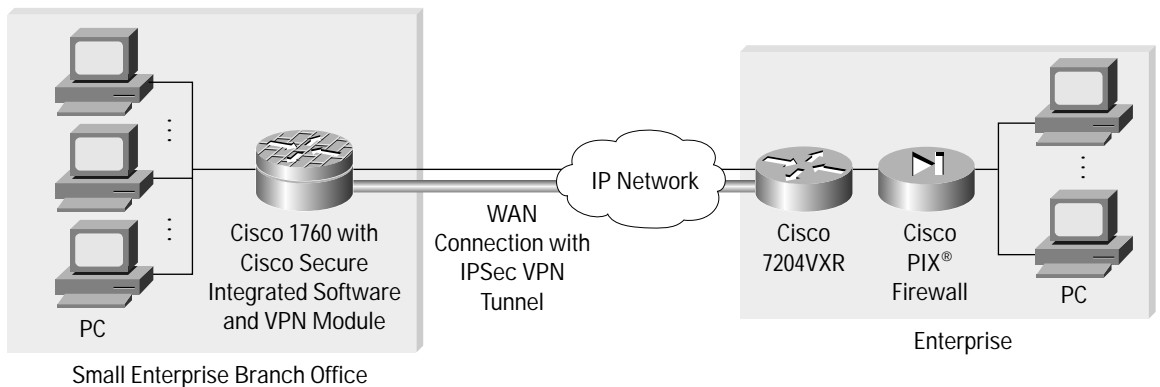 PC
Cisco 1760 with
Cisco Secure
Integrated Software
and VPN Module
Small Enterprise Branch Office
WAN
Connection with
IPSec VPN
Tunnel
IP Network
Cisco
7204VXR
Cisco
PIX®
Firewall
PC
Enterprise